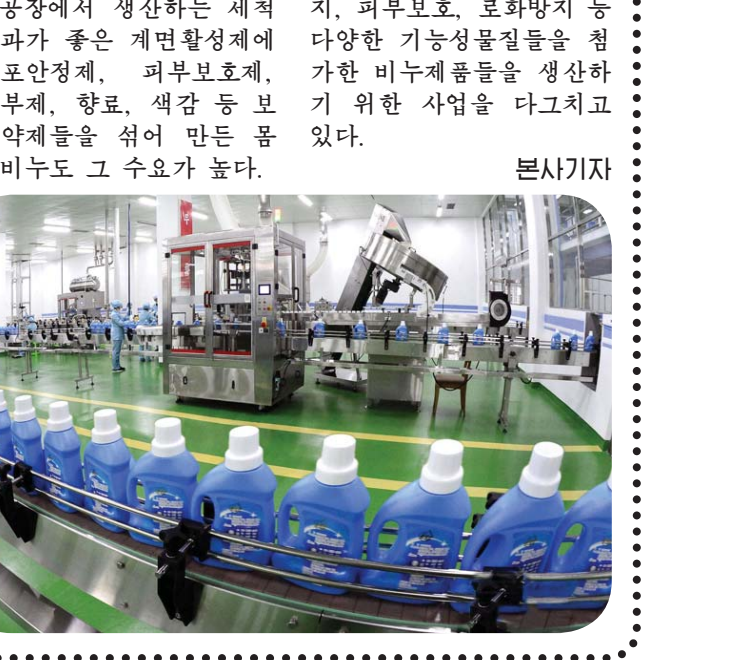 공장에서 생산하는 세척
과가 좋은 계면활성제에
포안정제, 피부보호제,
부제, 향료, 색감 등 보
약제들을 섞어 만든 몸
비누도 그 수요가 높다.
지, 피부보호, 로화방지 등
다양한 기능성물질들을 첨
가한 비누제품들을 생산하
기 위한 사업을 다그치고
있다.
본사기자